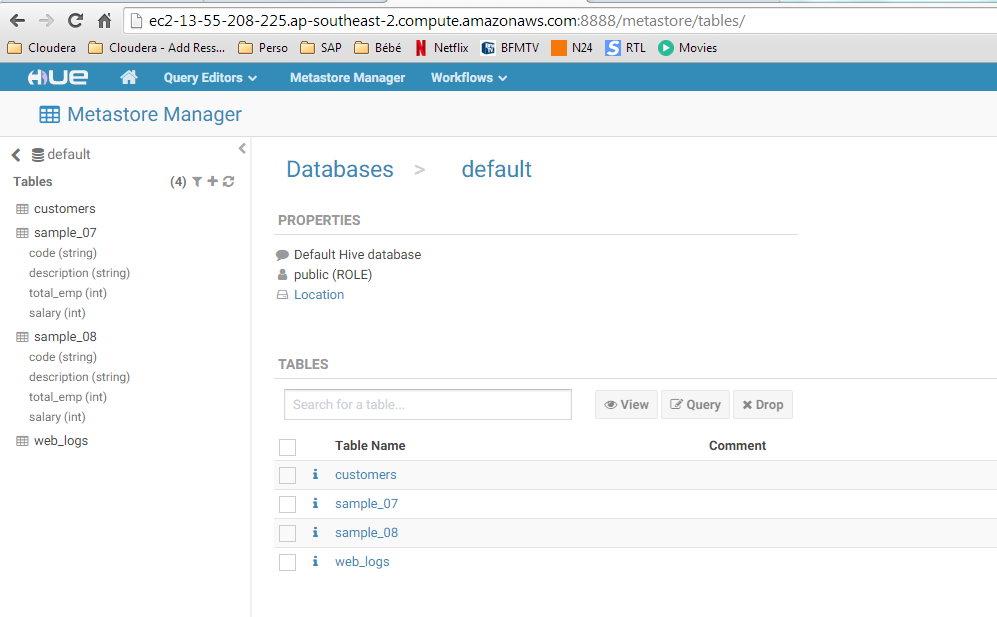 ec2-13-55-208-225.ap-southeast-2.compute.amazonaws.com:8888/metastore/tables/
Cloudera Cloudera - Add Ress... Perso SAP Bébé Netflix BFMTV N24 RTL Movies
HUE Query Editors Metastore Manager Workflows
Metastore Manager
default
Tables (4)
customers
sample_07
code (string)
description (string)
total_emp (int)
salary (int)
sample_08
code (string)
description (string)
total_emp (int)
salary (int)
web_logs
Databases > default
PROPERTIES
Default Hive database
public (ROLE)
Location
TABLES
Search for a table... View Query Drop
Table Name Comment
customers
sample_07
sample_08
web_logs